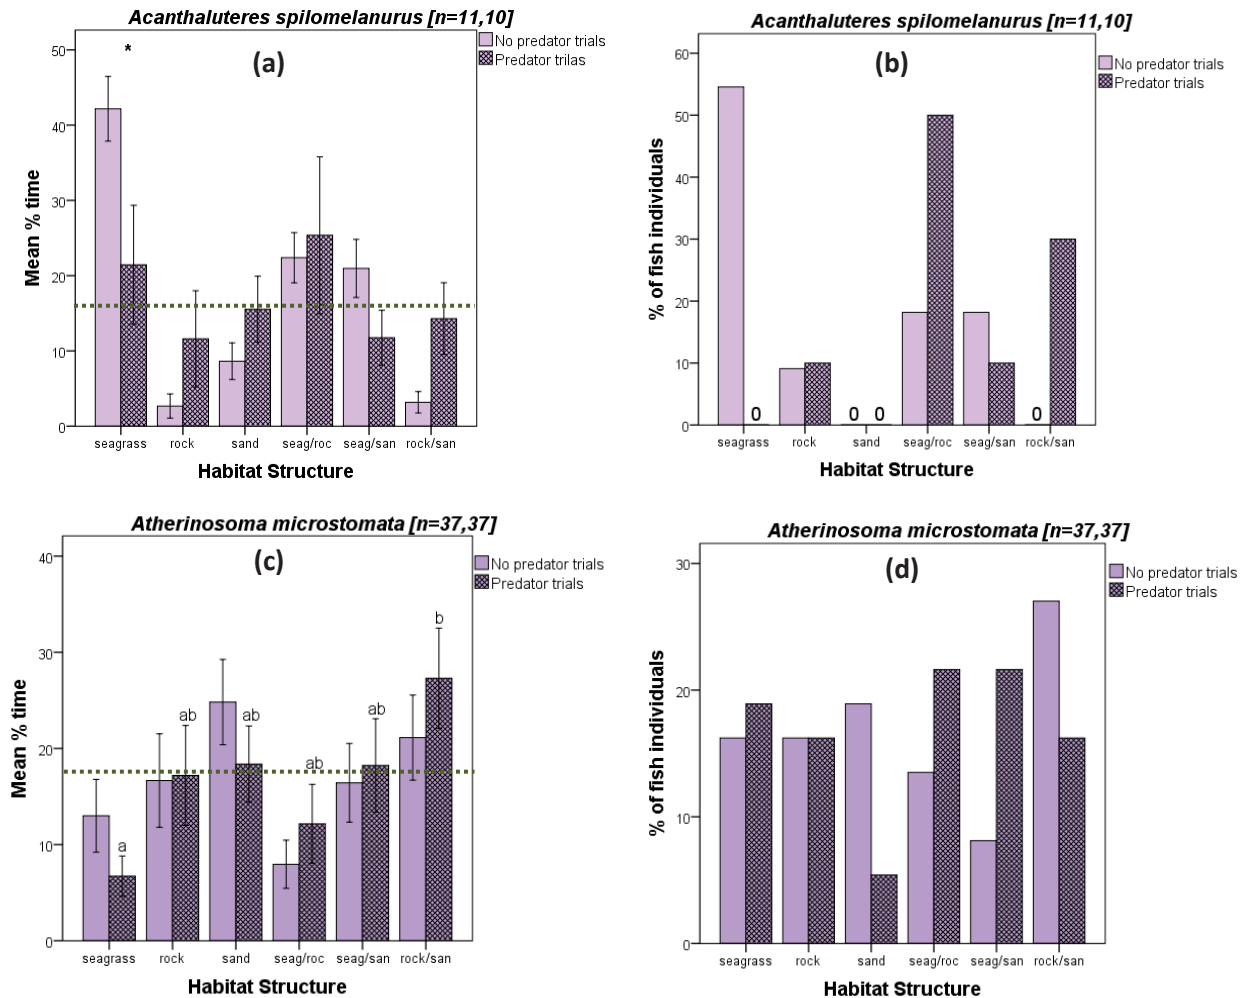 Acanthaluteres spilomelanurus [n=11,10]
(a)
*
No predator trials
Predator trilas
Mean % time
50
40
30
20
10
0
seagrass rock sand seag/roc seag/san rock/san
Habitat Structure
Acanthaluteres spilomelanurus [n=11,10]
(b)
No predator trials
Predator trials
% of fish individuals
60
50
40
30
20
10
0
0 0 0 0
seagrass rock sand seag/roc seag/san rock/san
Habitat Structure
Atherinosoma microstomata [n=37,37]
(c)
No predator trials
Predator trials
Mean % time
40
30
20
10
0
a ab ab ab ab b
seagrass rock sand seag/roc seag/san rock/san
Habitat Structure
Atherinosoma microstomata [n=37,37]
(d)
No predator trials
Predator trials
% of fish individuals
30
20
10
0
seagrass rock sand seag/roc seag/san rock/san
Habitat Structure